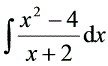 ∫ (x² − 4)/(x + 2) dx